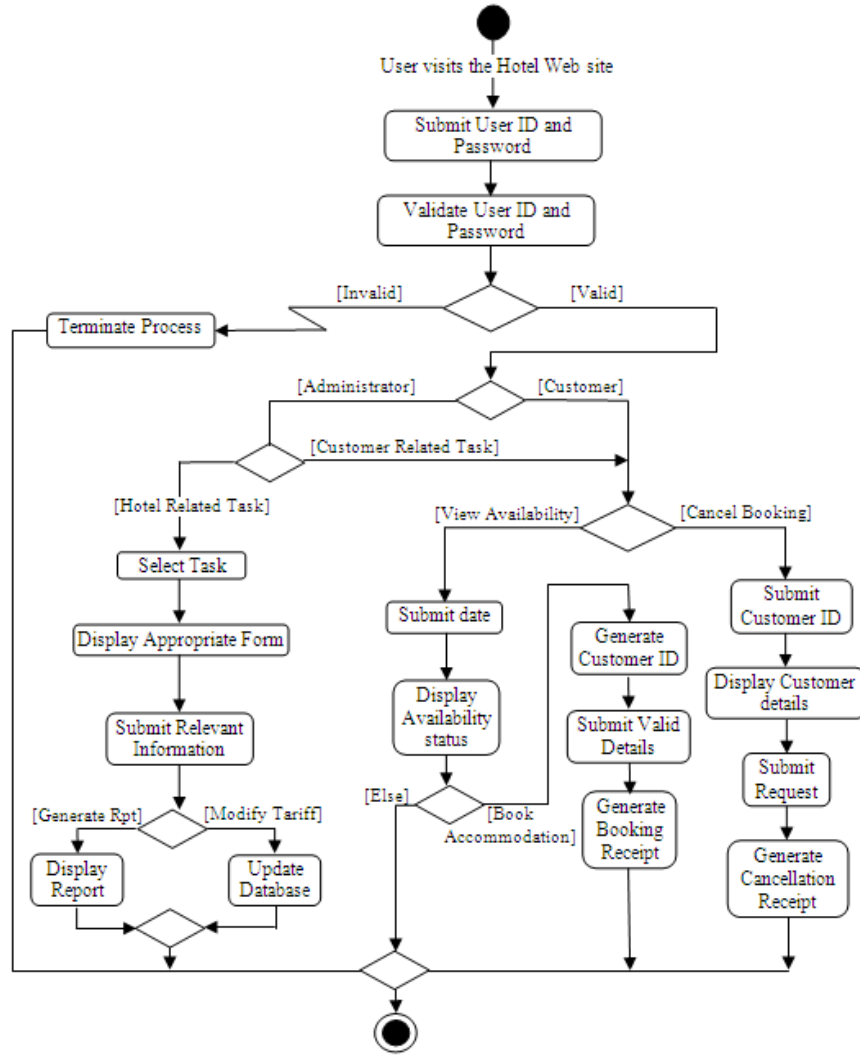 User visits the Hotel Web site
Submit User ID and
Password
Validate User ID and
Password
[Invalid]
[Valid]
Terminate Process
[Administrator]
[Customer]
[Customer Related Task]
[Hotel Related Task]
[View Availability]
[Cancel Booking]
Select Task
Display Appropriate Form
Submit Relevant
Information
[Generate Rpt]
[Modify Tariff]
Display
Report
Update
Database
Submit date
Display
Availability
status
[Else]
[Book
Accommodation]
Generate
Customer ID
Submit Valid
Details
Generate
Booking
Receipt
Submit
Customer ID
Display Customer
details
Submit
Request
Generate
Cancellation
Receipt